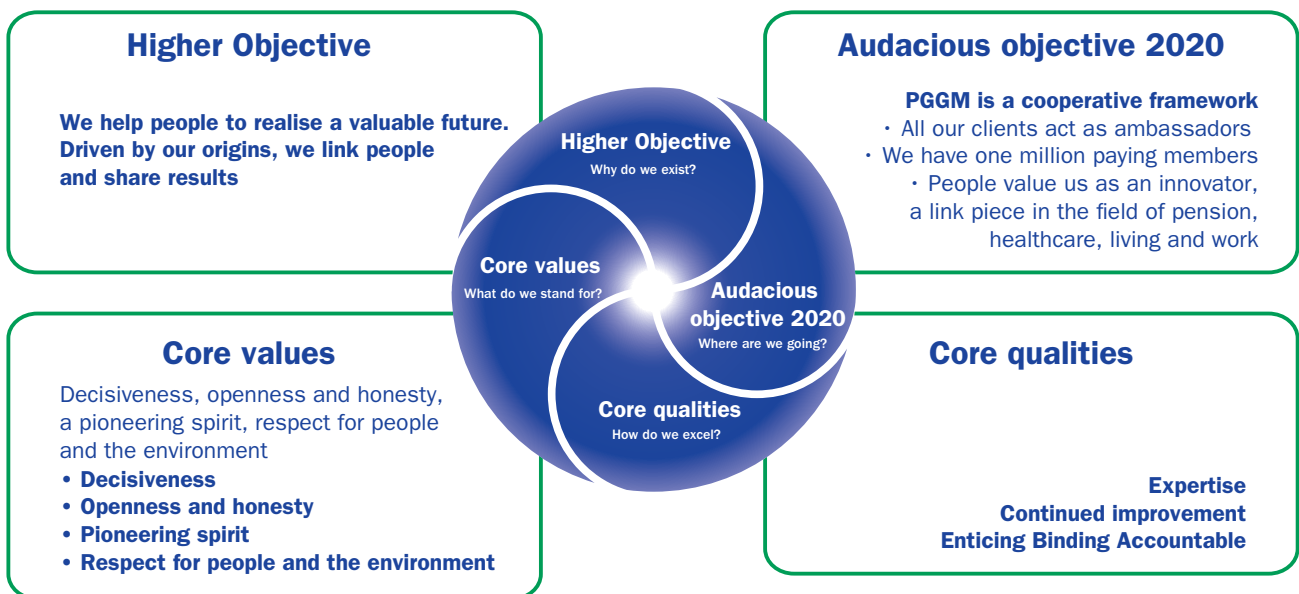 Higher Objective
We help people to realise a valuable future.
Driven by our origins, we link people
and share results
Audacious objective 2020
PGGM is a cooperative framework
· All our clients act as ambassadors
· We have one million paying members
· People value us as an innovator,
a link piece in the field of pension,
healthcare, living and work
Higher Objective
Why do we exist?
Core values
What do we stand for?
Audacious
objective 2020
Where are we going?
Core qualities
How do we excel?
Core values
Decisiveness, openness and honesty,
a pioneering spirit, respect for people
and the environment
• Decisiveness
• Openness and honesty
• Pioneering spirit
• Respect for people and the environment
Core qualities
Expertise
Continued improvement
Enticing Binding Accountable